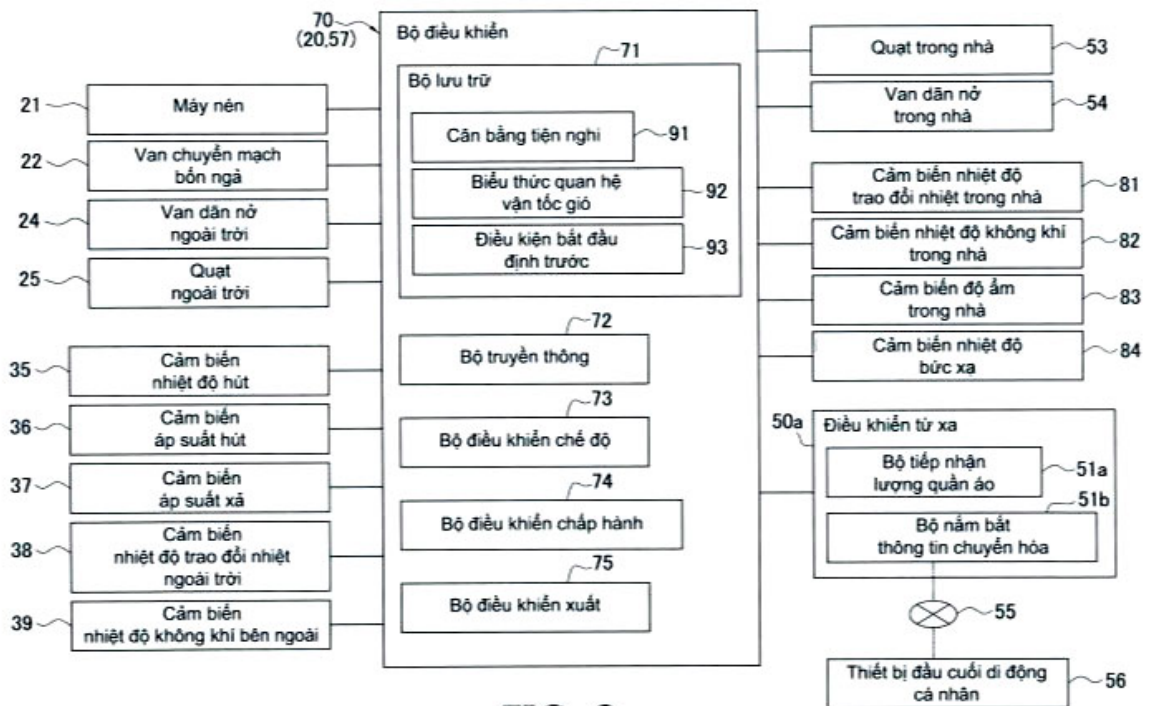 70
(20,57)
Bộ điều khiển
71
Bộ lưu trữ
Cân bằng tiện nghi
91
Biểu thức quan hệ
vận tốc gió
92
Điều kiện bắt đầu
định trước
93
72
Bộ truyền thông
73
Bộ điều khiển chế độ
74
Bộ điều khiển chấp hành
75
Bộ điều khiển xuất
21
Máy nén
22
Van chuyển mạch
bốn ngả
24
Van dãn nở
ngoài trời
25
Quạt
ngoài trời
35
Cảm biến
nhiệt độ hút
36
Cảm biến
áp suất hút
37
Cảm biến
áp suất xả
38
Cảm biến
nhiệt độ trao đổi nhiệt
ngoài trời
39
Cảm biến
nhiệt độ không khí bên ngoài
Quạt trong nhà
53
Van dãn nở
trong nhà
54
Cảm biến nhiệt độ
trao đổi nhiệt trong nhà
81
Cảm biến nhiệt độ không khí
trong nhà
82
Cảm biến độ ẩm
trong nhà
83
Cảm biến nhiệt độ
bức xạ
84
50a
Điều khiển từ xa
Bộ tiếp nhận
lượng quần áo
51a
51b
Bộ nắm bắt
thông tin chuyển hóa
55
Thiết bị đầu cuối di động
cá nhân
56